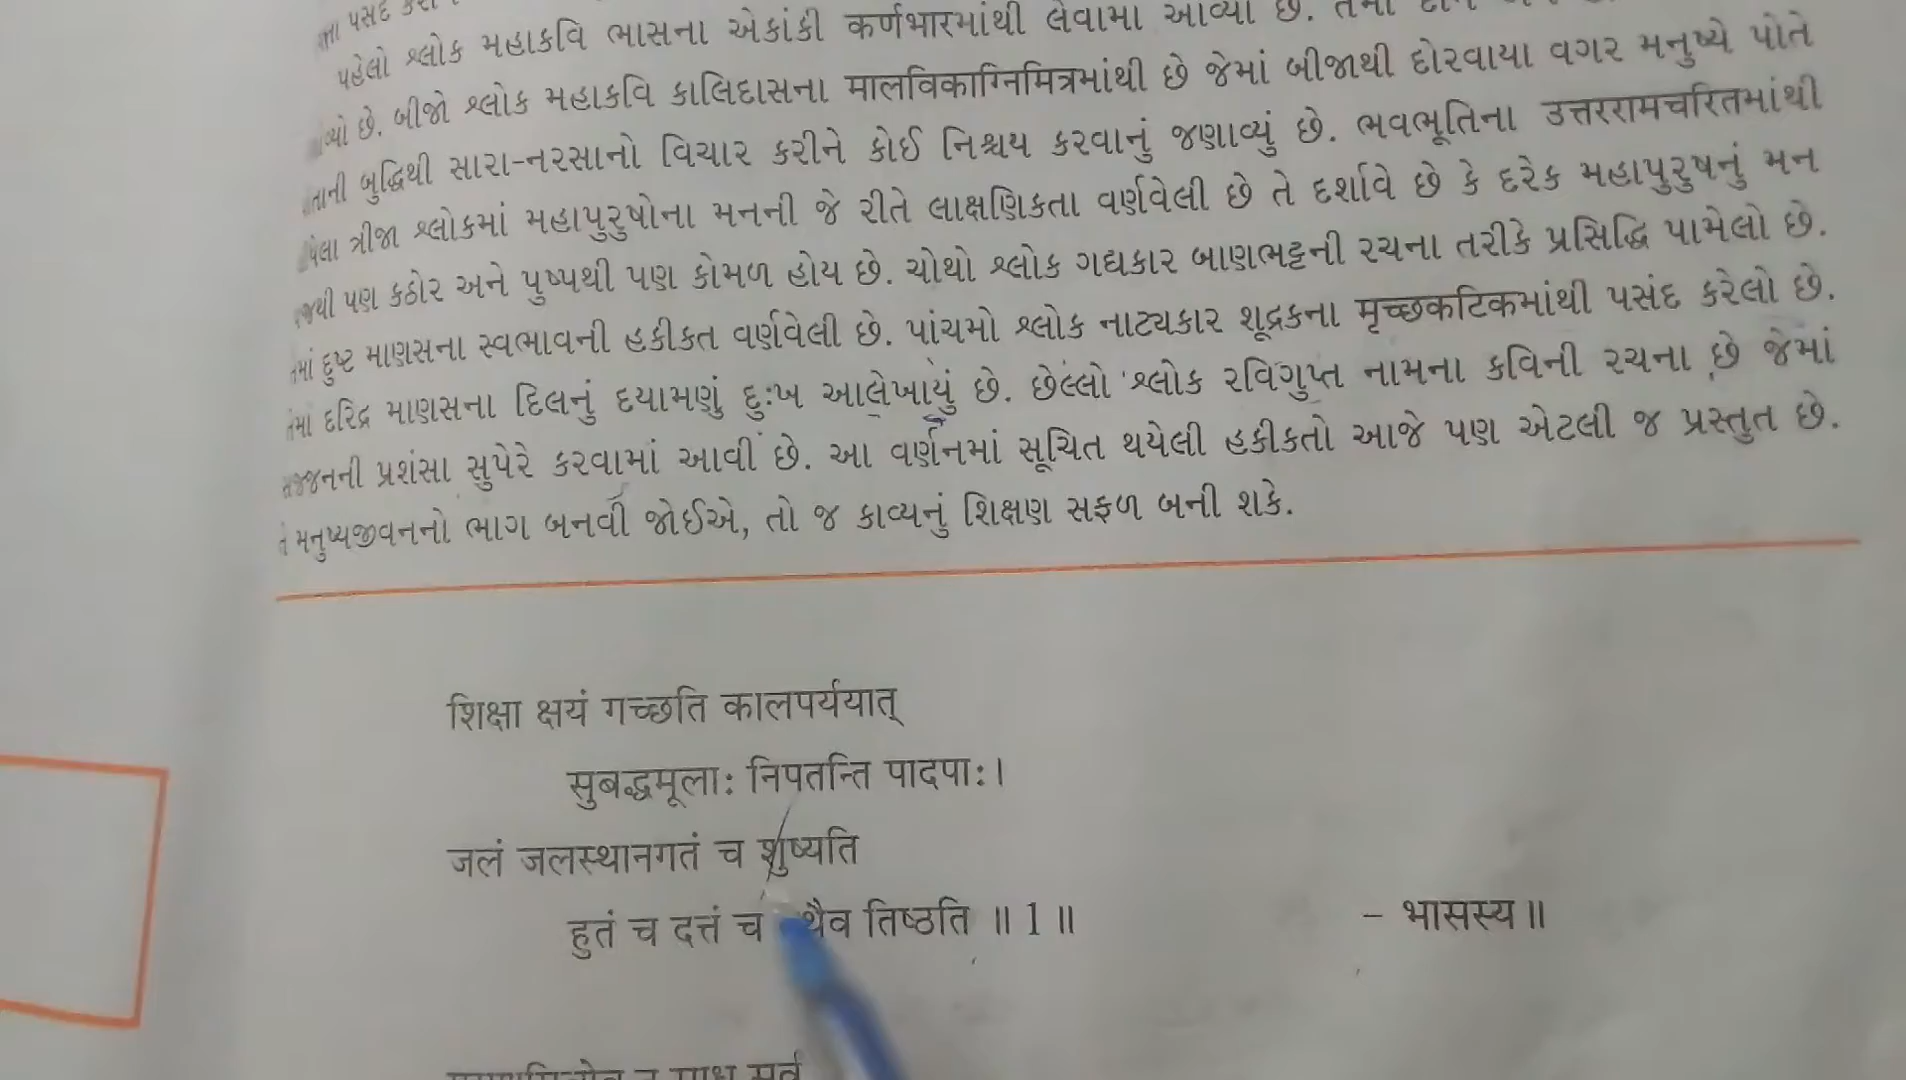 પસંદ
પહેલો શ્લોક મહાકવિ ભાસના એકાંકી કર્ણભારમાંથી લેવામા આવ્યો છે.
છે. બીજો શ્લોક મહાકવિ કાલિદાસના માલવિકાગ્નિમિત્રમાંથી છે જેમાં બીજાથી દોરવાયા વગર મનુષ્યે પોતે
બુદ્ધિથી સારા-નરસાનો વિચાર કરીને કોઈ નિશ્ચય કરવાનું જણાવ્યું છે. ભવભૂતિના ઉત્તરરામચરિતમાંથી
ત્રીજા શ્લોકમાં મહાપુરુષોના મનની જે રીતે લાક્ષણિકતા વર્ણવેલી છે તે દર્શાવે છે કે દરેક મહાપુરુષનું મન
પણ કઠોર અને પુષ્પથી પણ કોમળ હોય છે. ચોથો શ્લોક ગદ્યકાર બાણભટ્ટની રચના તરીકે પ્રસિદ્ધિ પામેલો છે.
દુષ્ટ માણસના સ્વભાવની હકીકત વર્ણવેલી છે. પાંચમો શ્લોક નાટ્યકાર શૂદ્રકના મૃચ્છકટિકમાંથી પસંદ કરેલો છે.
દરિદ્ર માણસના દિલનું દયામણું દુઃખ આલેખાયું છે. છેલ્લો શ્લોક રવિગુપ્ત નામના કવિની રચના છે જેમાં
પ્રશંસા સુપેરે કરવામાં આવી છે. આ વર્ણનમાં સૂચિત થયેલી હકીકતો આજે પણ એટલી જ પ્રસ્તુત છે.
મનુષ્યજીવનનો ભાગ બનવી જોઈએ, તો જ કાવ્યનું શિક્ષણ સફળ બની શકે.
शिक्षा क्षयं गच्छति कालपर्ययात्
सुबद्धमूलाः निपतन्ति पादपाः ।
जलं जलस्थानगतं च शुष्यति
हुतं च दत्तं च तिष्ठति ॥ 1 ॥ - भासस्य ॥